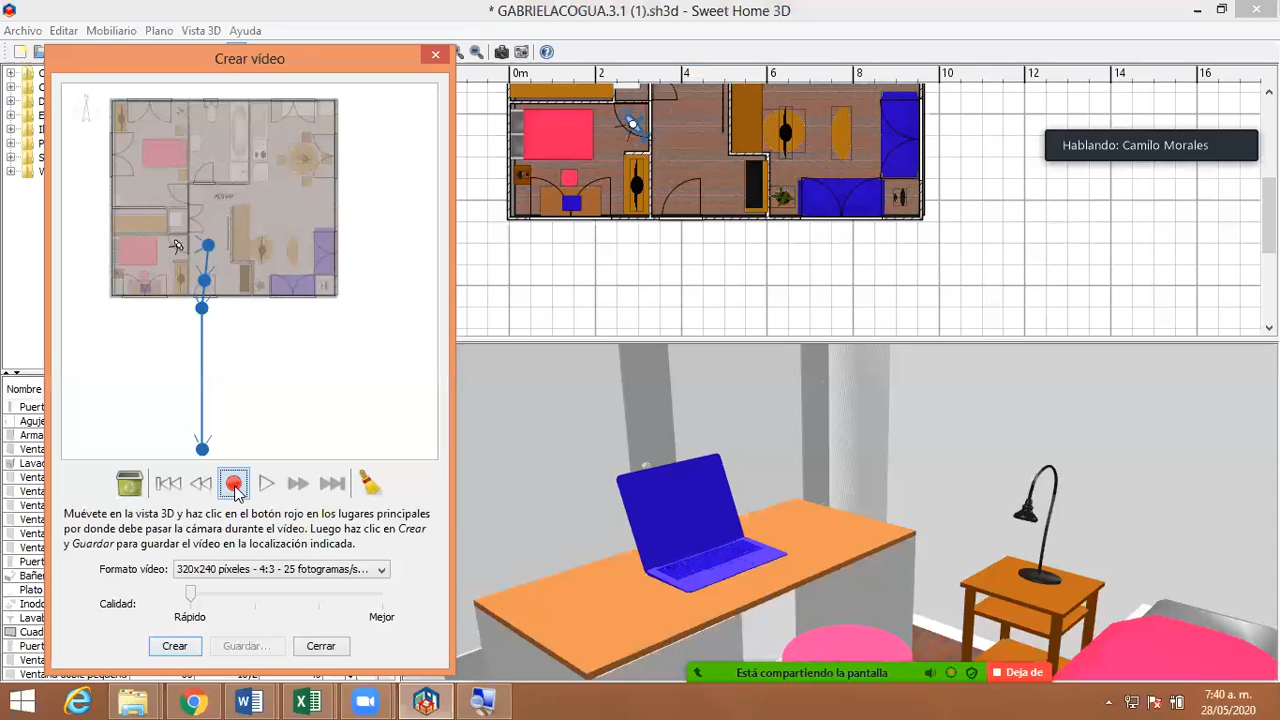 * GABRIELACOGUA.3.1 (1).sh3d - Sweet Home 3D
Archivo Editar Mobiliario Plano Vista 3D Ayuda
Crear vídeo
0m 2 4 6 8 10 12 14 16
Hablando: Camilo Morales
Nombre
Puert
Aguje
Arma
Venta
Lavac
Venta
Venta
Venta
Venta
Venta
Venta
Puert
Bañer
Plato
Inodo
Lavab
Cuad
Puert
Venta
Ventana doble pequeña
Muévete en la vista 3D y haz clic en el botón rojo en los lugares principales
por donde debe pasar la cámara durante el vídeo. Luego haz clic en Crear
y Guardar para guardar el vídeo en la localización indicada.
Formato vídeo: 320x240 píxeles - 4:3 - 25 fotogramas/s...
Calidad:
Rápido Mejor
Crear Guardar... Cerrar
Está compartiendo la pantalla Deja de
7:40 a. m.
28/05/2020